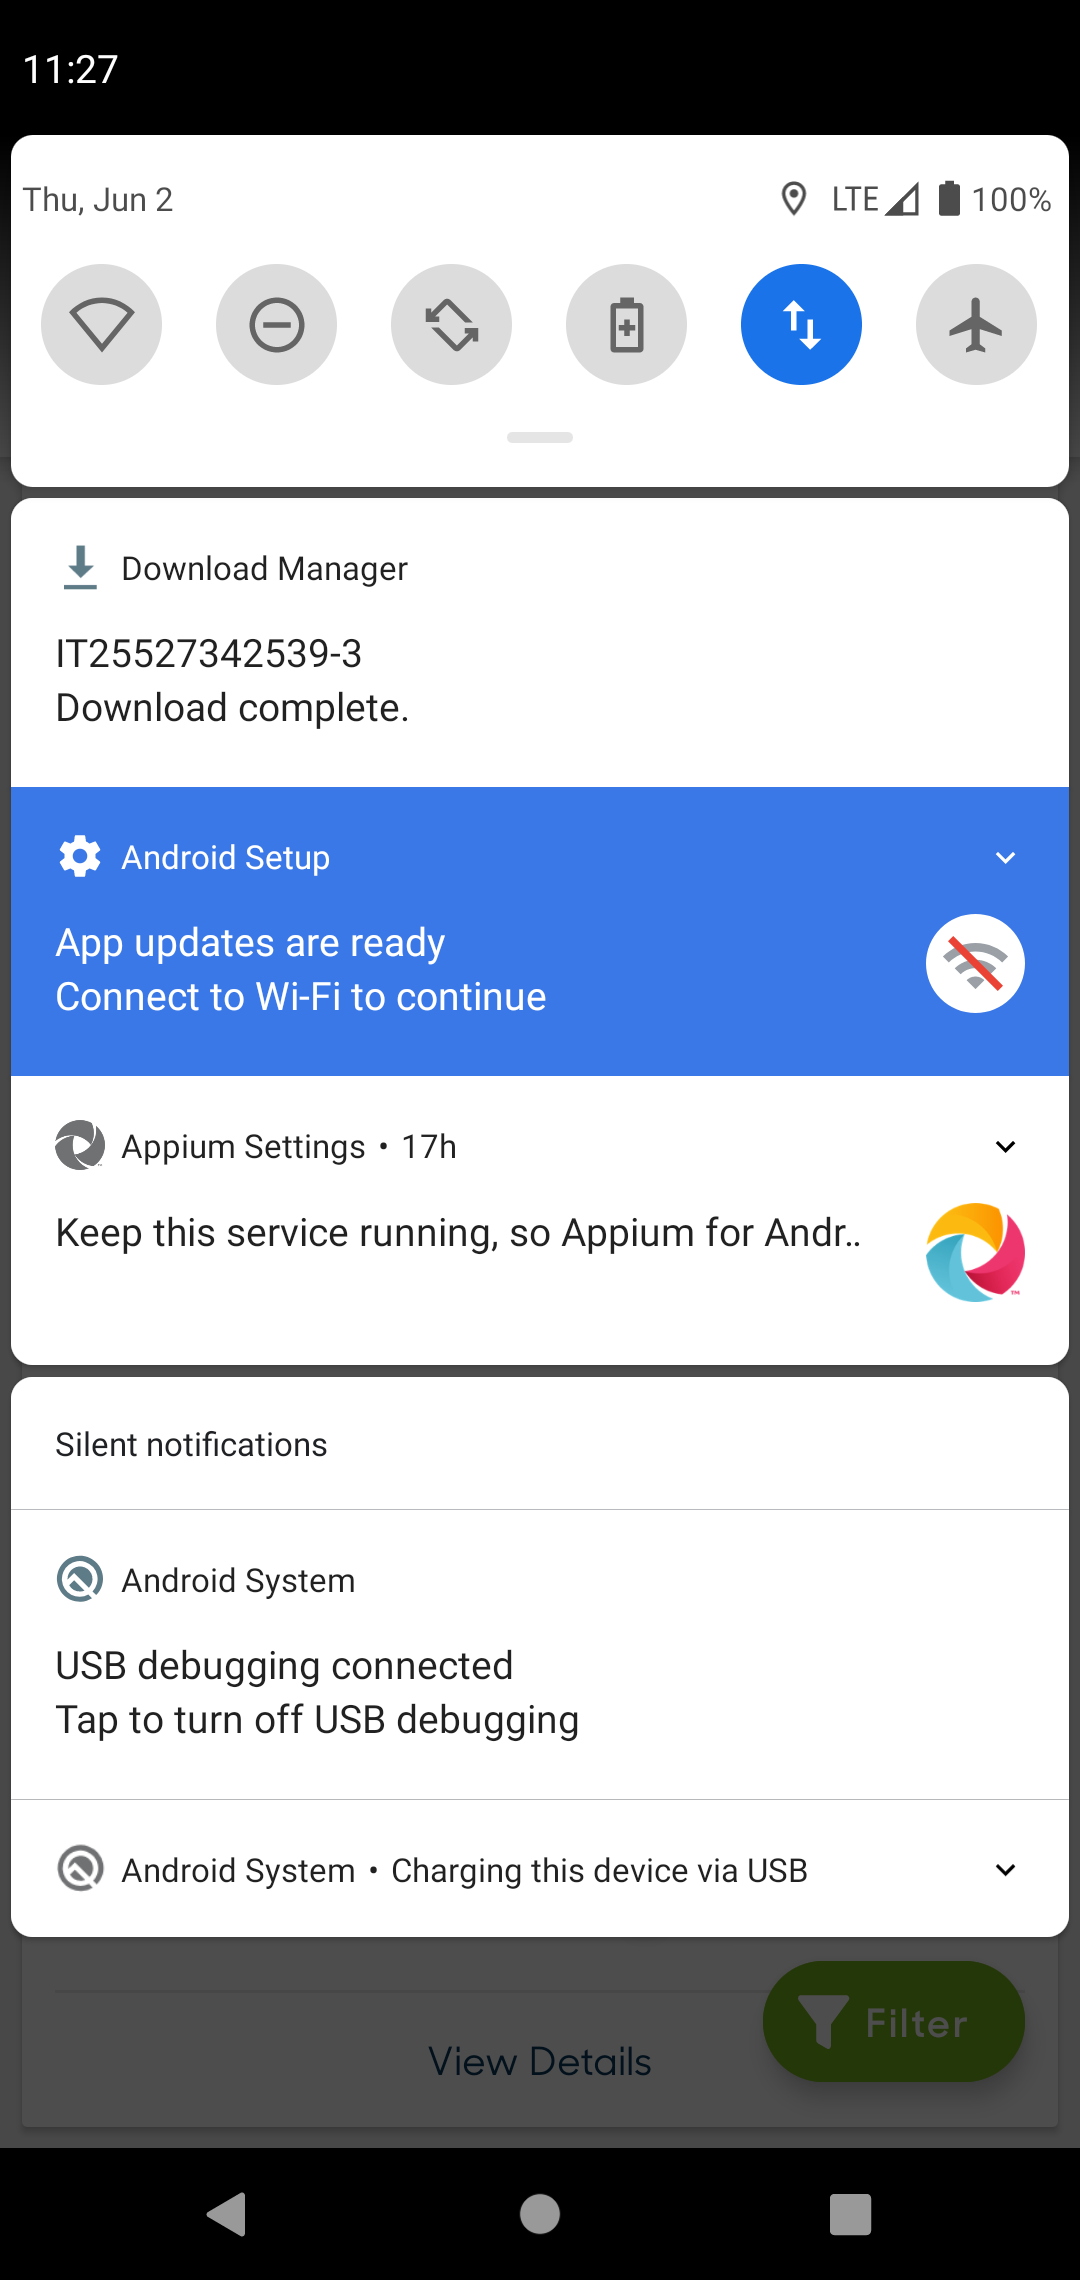 11:27
Thu, Jun 2
LTE
100%
Download Manager
IT25527342539-3
Download complete.
Android Setup
App updates are ready
Connect to Wi-Fi to continue
Appium Settings • 17h
Keep this service running, so Appium for Andr..
Silent notifications
Android System
USB debugging connected
Tap to turn off USB debugging
Android System • Charging this device via USB
Filter
View Details